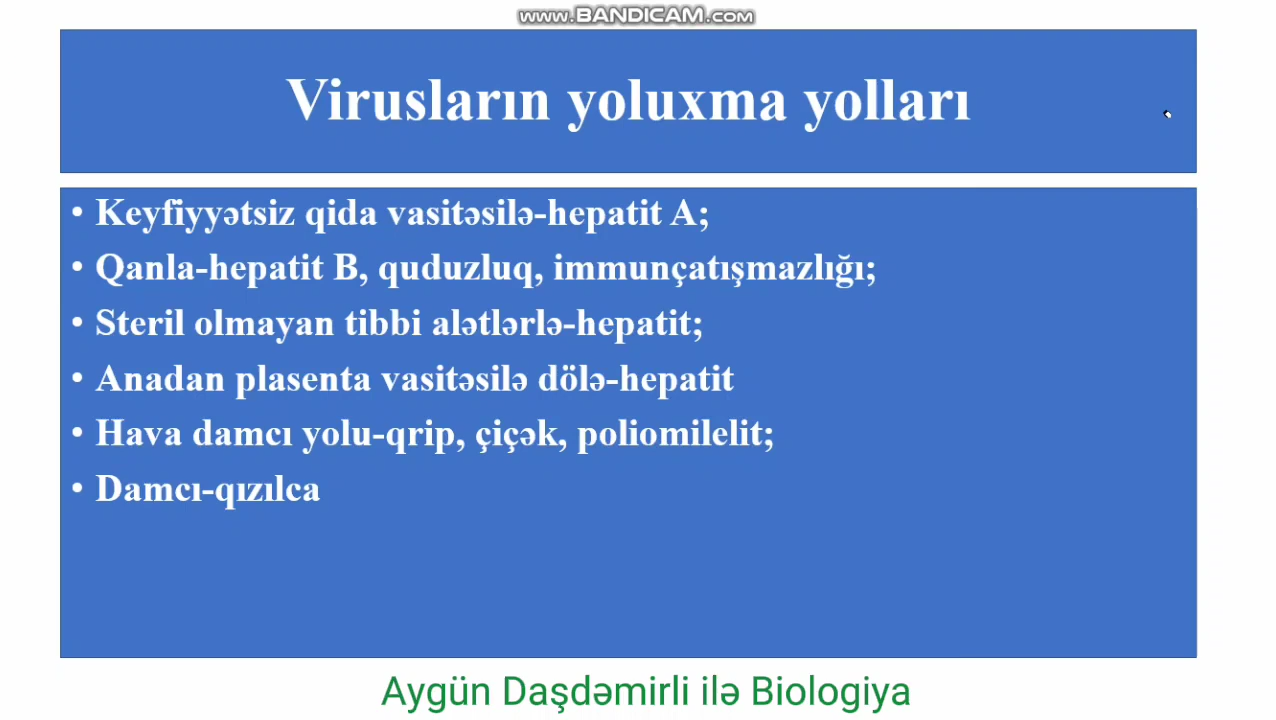 www.BANDICAM.com
Virusların yoluxma yolları
• Keyfiyyətsiz qida vasitəsilə-hepatit A;
• Qanla-hepatit B, quduzluq, immunçatışmazlığı;
• Steril olmayan tibbi alətlərlə-hepatit;
• Anadan plasenta vasitəsilə dölə-hepatit
• Hava damcı yolu-qrip, çiçək, poliomilelit;
• Damcı-qızılca
Aygün Daşdəmirli ilə Biologiya